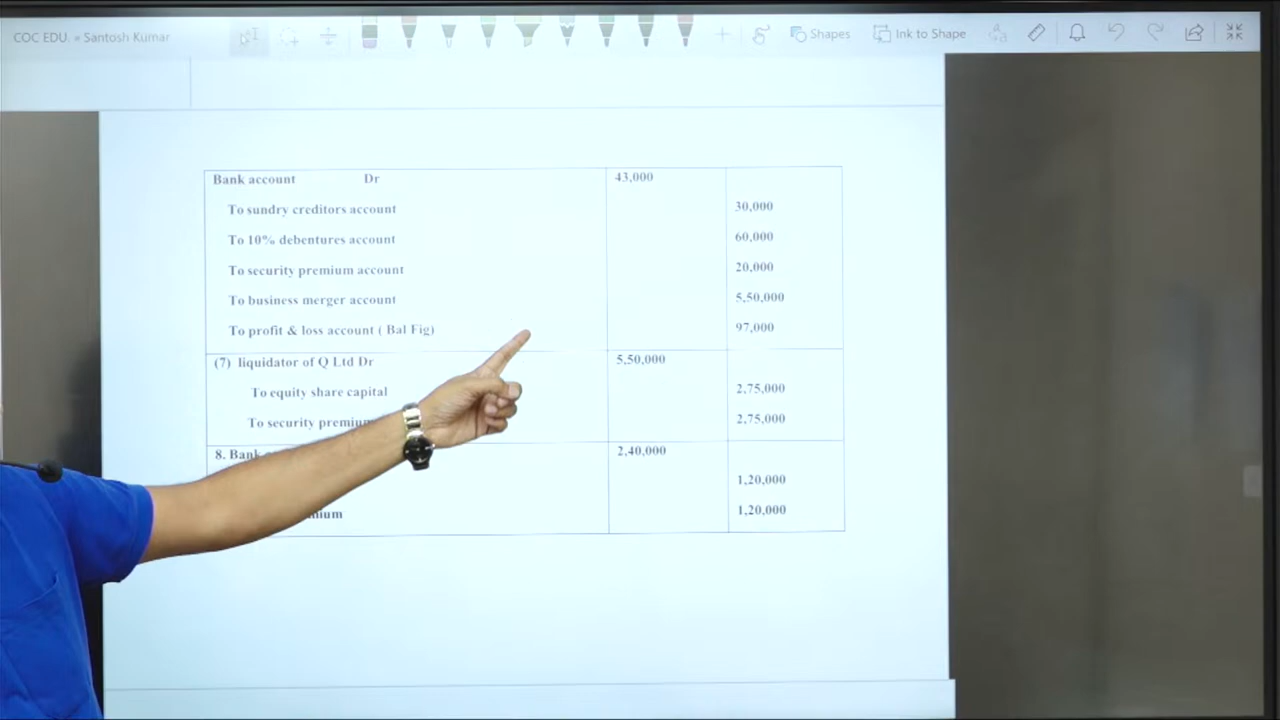 COC EDU. » Santosh Kumar
Shapes
Ink to Shape
Bank account Dr 43,000
To sundry creditors account 30,000
To 10% debentures account 60,000
To security premium account 20,000
To business merger account 5,50,000
To profit & loss account ( Bal Fig) 97,000
(7) liquidator of Q Ltd Dr 5,50,000
To equity share capital 2,75,000
To security 2,75,000
8. Bank 2,40,000
1,20,000
1,20,000